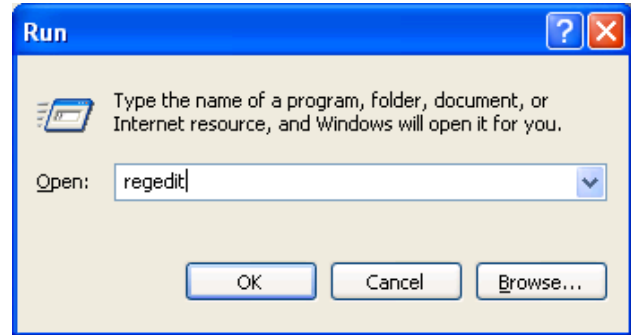 Run
Type the name of a program, folder, document, or
Internet resource, and Windows will open it for you.
Open: regedit
OK Cancel Browse...